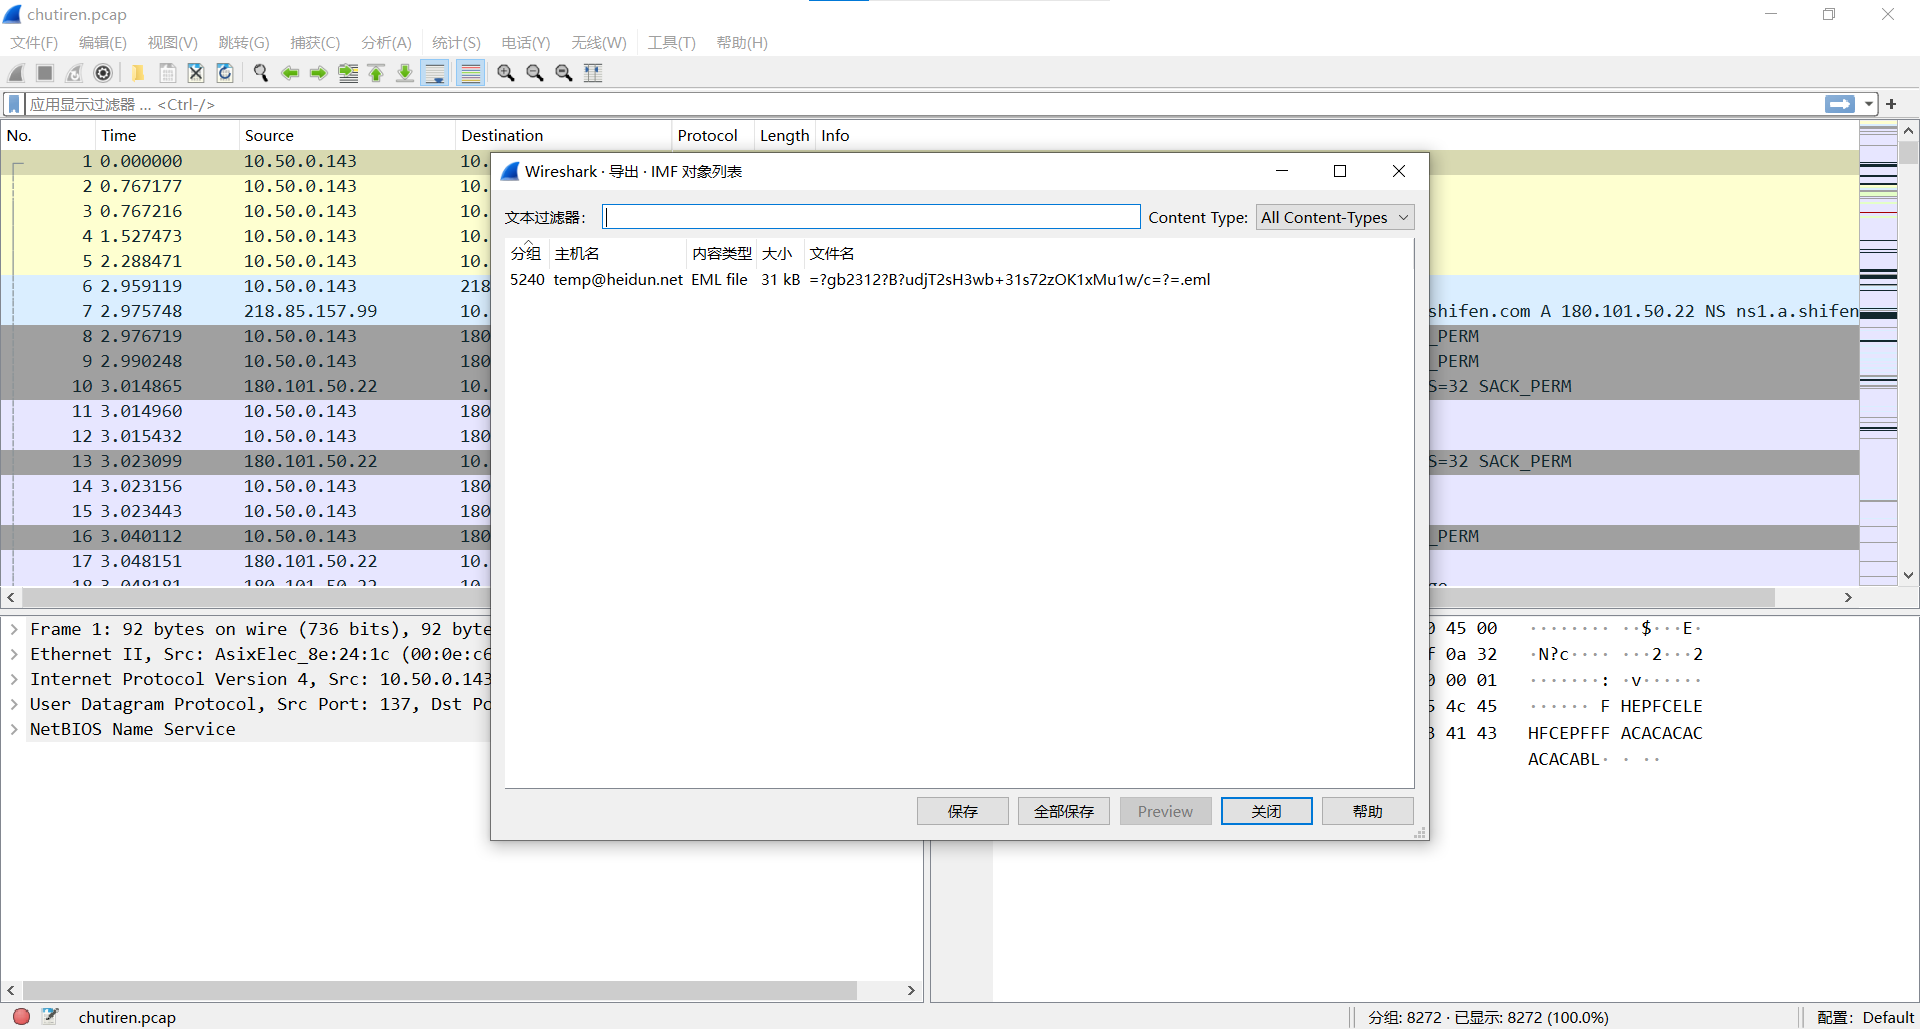 chutiren.pcap
文件(F) 编辑(E) 视图(V) 跳转(G) 捕获(C) 分析(A) 统计(S) 电话(Y) 无线(W) 工具(T) 帮助(H)
应用显示过滤器 … <Ctrl-/>
No. Time Source Destination Protocol Length Info
1 0.000000 10.50.0.143 10.
2 0.767177 10.50.0.143 10.
3 0.767216 10.50.0.143 10.
4 1.527473 10.50.0.143 10.
5 2.288471 10.50.0.143 10.
6 2.959119 10.50.0.143 218
7 2.975748 218.85.157.99 10. shifen.com A 180.101.50.22 NS ns1.a.shifen
8 2.976719 10.50.0.143 180 _PERM
9 2.990248 10.50.0.143 180 _PERM
10 3.014865 180.101.50.22 10. S=32 SACK_PERM
11 3.014960 10.50.0.143 180
12 3.015432 10.50.0.143 180
13 3.023099 180.101.50.22 10. S=32 SACK_PERM
14 3.023156 10.50.0.143 180
15 3.023443 10.50.0.143 180
16 3.040112 10.50.0.143 180 _PERM
17 3.048151 180.101.50.22 10.
18 3.048181 180.101.50.22 10
Wireshark · 导出 · IMF 对象列表
文本过滤器: Content Type: All Content-Types
分组 主机名 内容类型 大小 文件名
5240 temp@heidun.net EML file 31 kB =?gb2312?B?udjT2sH3wb+31s72zOK1xMu1w/c=?=.eml
保存 全部保存 Preview 关闭 帮助
Frame 1: 92 bytes on wire (736 bits), 92 byte
Ethernet II, Src: AsixElec_8e:24:1c (00:0e:c6
Internet Protocol Version 4, Src: 10.50.0.143
User Datagram Protocol, Src Port: 137, Dst Po
NetBIOS Name Service
0 45 00 ········ ··$···E·
f 0a 32 ·N?c···· ···2···2
0 00 01 ·······: ·v······
5 4c 45 ······ F HEPFCELE
3 41 43 HFCEPFFF ACACACAC
ACACABL· · ··
chutiren.pcap
分组: 8272 · 已显示: 8272 (100.0%)
配置: Default